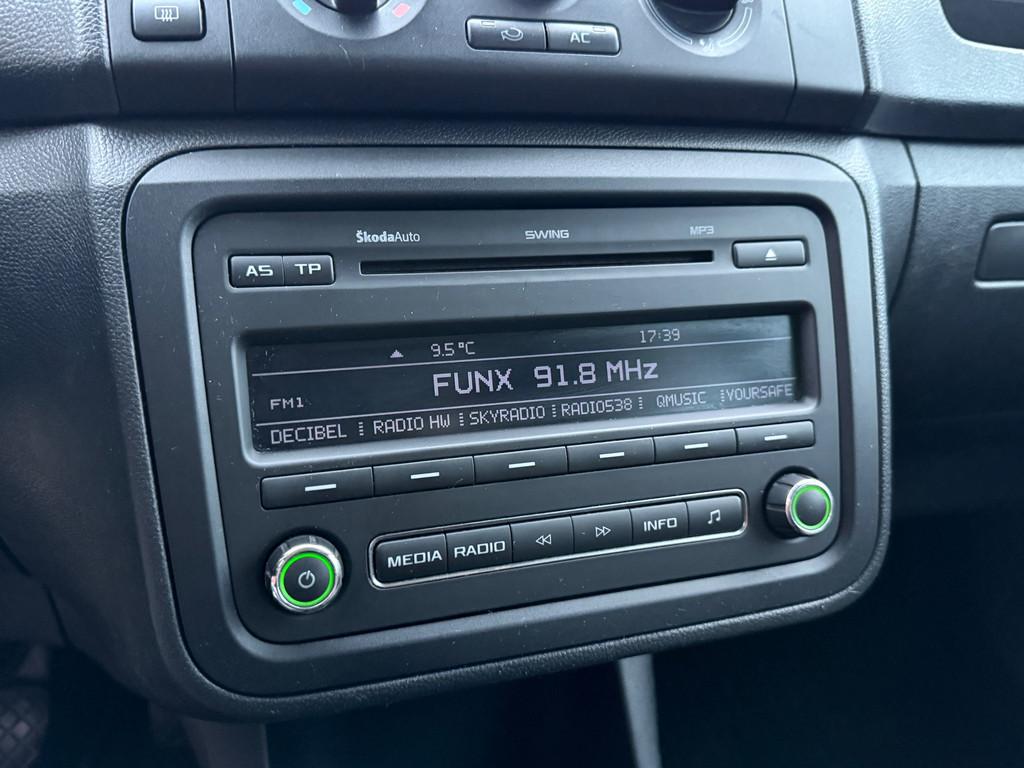 AC
ŠkodaAuto SWING MP3
AS TP
9.5°C 17:39
FUNX 91.8 MHz
FM1
DECIBEL RADIO HW SKYRADIO RADIO538 QMUSIC YOURSAFE
MEDIA RADIO INFO